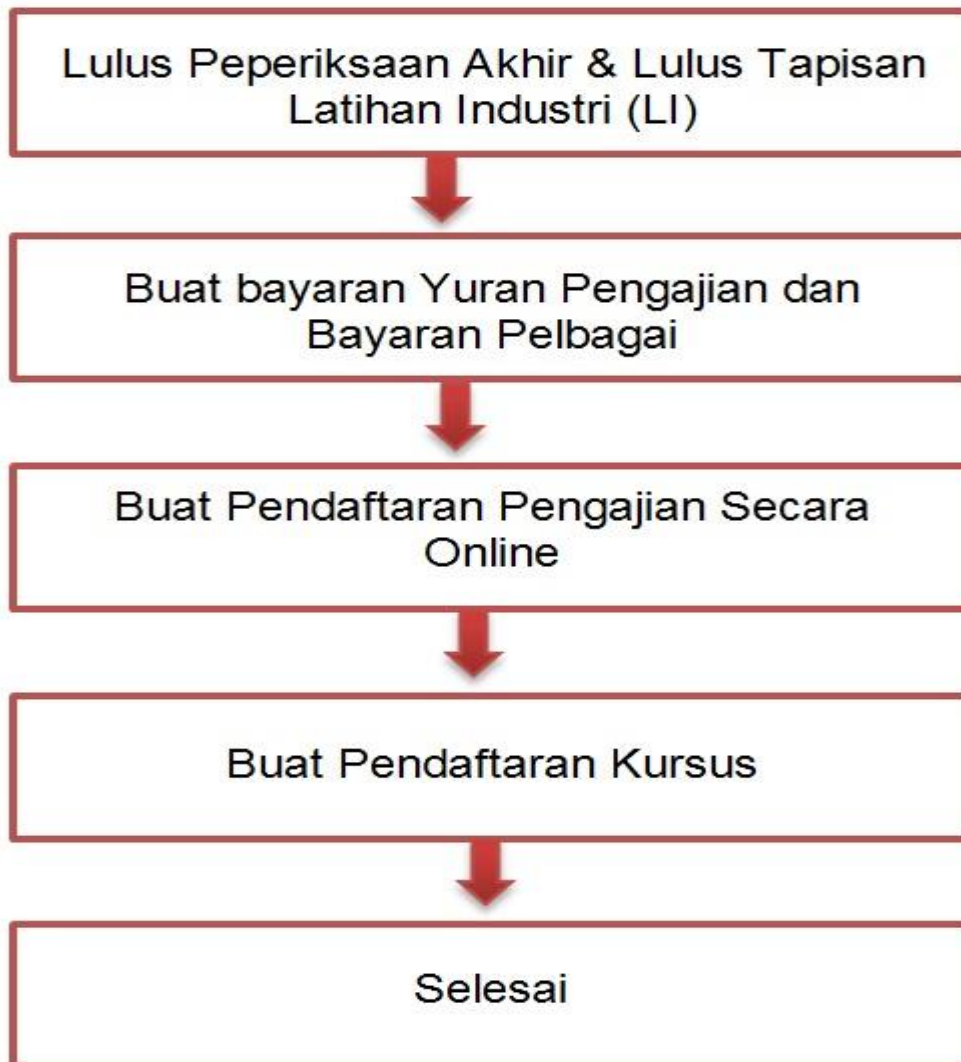 Lulus Peperiksaan Akhir & Lulus Tapisan
Latihan Industri (LI)
Buat bayaran Yuran Pengajian dan
Bayaran Pelbagai
Buat Pendaftaran Pengajian Secara
Online
Buat Pendaftaran Kursus
Selesai